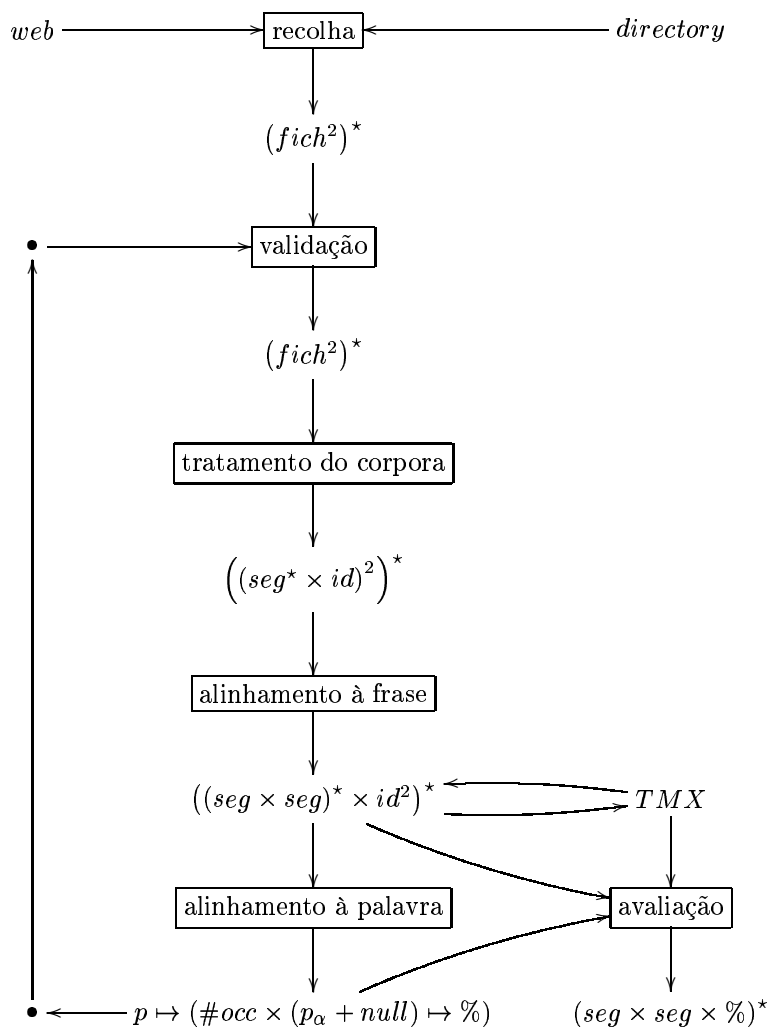 web recolha directory
(fich²)*
validação
(fich²)*
tratamento do corpora
((seg* × id)²)*
alinhamento à frase
((seg × seg)* × id²)* TMX
alinhamento à palavra avaliação
p ↦ (#occ × (pα + null) ↦ %) (seg × seg × %)*